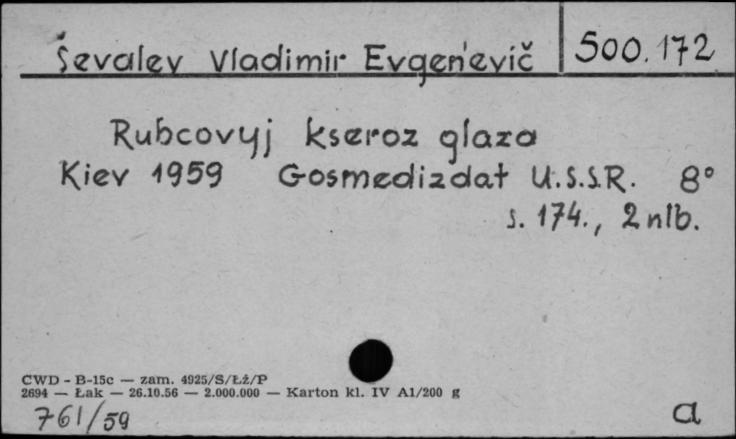 Ševalev Vladimir Evgen'evič 500.172
Rubcovyj kseroz glaza
Kiev 1959 Gosmedizdat U.S.S.R. 8°
s. 174., 2 nlb.
CWD - B-15c — zam. 4925/S/Łż/P
2694 — Łak — 26.10.56 — 2.000.000 — Karton kl. IV A1/200 g
761/59 a